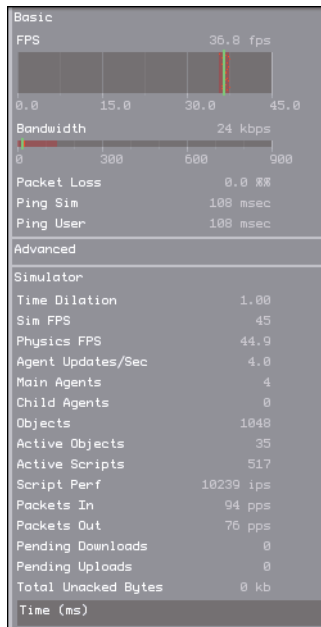 Basic
FPS 36.8 fps
0.0 15.0 30.0 45.0
Bandwidth 24 kbps
0 300 600 900
Packet Loss 0.0 %%
Ping Sim 108 msec
Ping User 108 msec
Advanced
Simulator
Time Dilation 1.00
Sim FPS 45
Physics FPS 44.9
Agent Updates/Sec 4.0
Main Agents 4
Child Agents 0
Objects 1048
Active Objects 35
Active Scripts 517
Script Perf 10239 ips
Packets In 94 pps
Packets Out 76 pps
Pending Downloads 0
Pending Uploads 0
Total Unacked Bytes 0 kb
Time (ms)